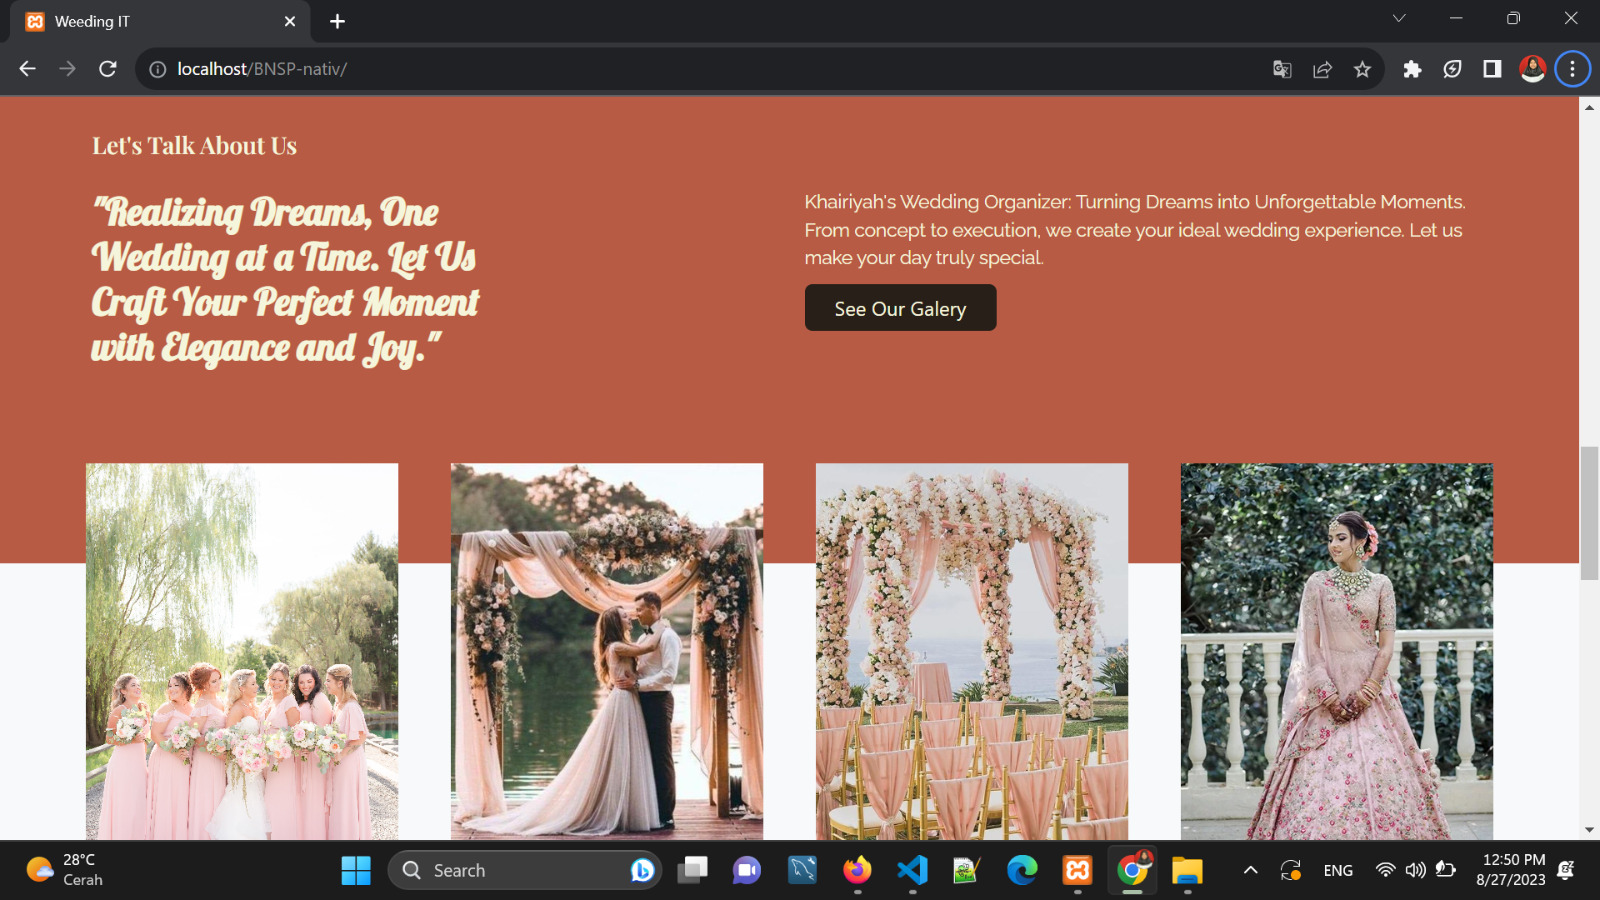 Weeding IT
localhost/BNSP-nativ/
Let's Talk About Us
"Realizing Dreams, One
Wedding at a Time. Let Us
Craft Your Perfect Moment
with Elegance and Joy."
Khairiyah's Wedding Organizer: Turning Dreams into Unforgettable Moments.
From concept to execution, we create your ideal wedding experience. Let us
make your day truly special.
See Our Galery
28°C
Cerah
Search
ENG
12:50 PM
8/27/2023